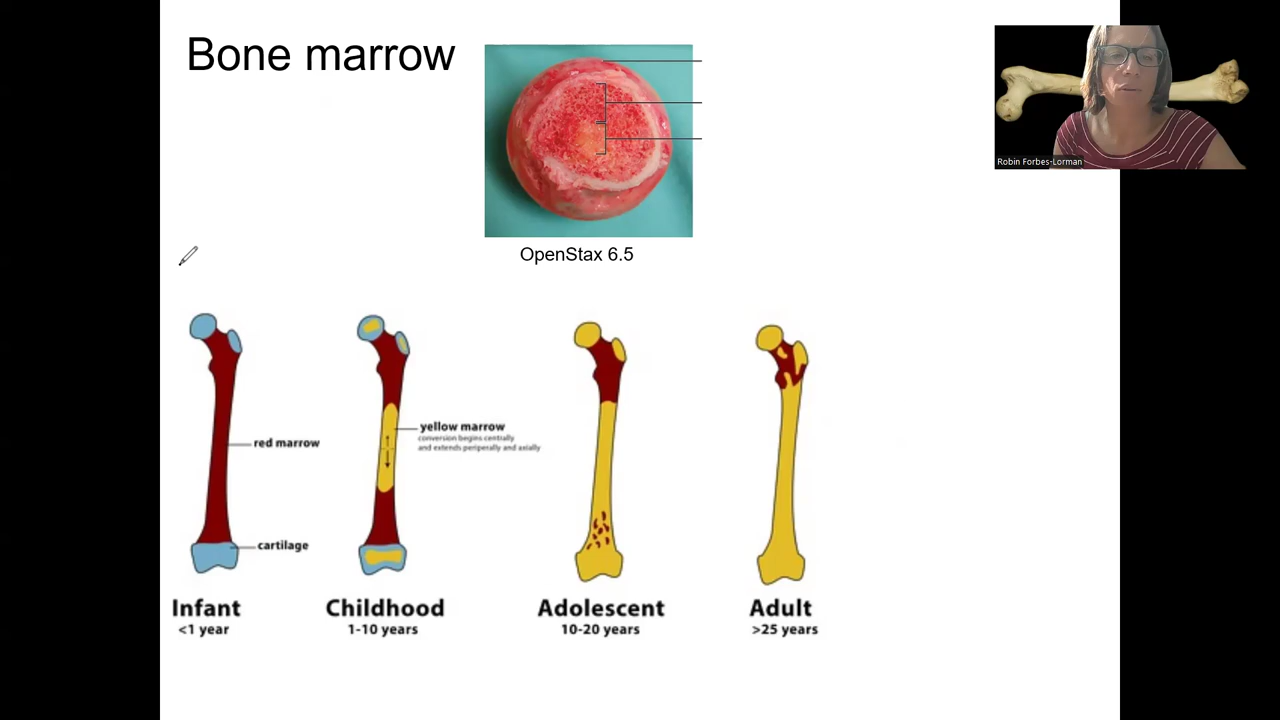 Bone marrow
Robin Forbes-Lorman
OpenStax 6.5
yellow marrow
conversion begins centrally
and extends periperally and axially
red marrow
cartilage
Infant
<1 year
Childhood
1-10 years
Adolescent
10-20 years
Adult
>25 years